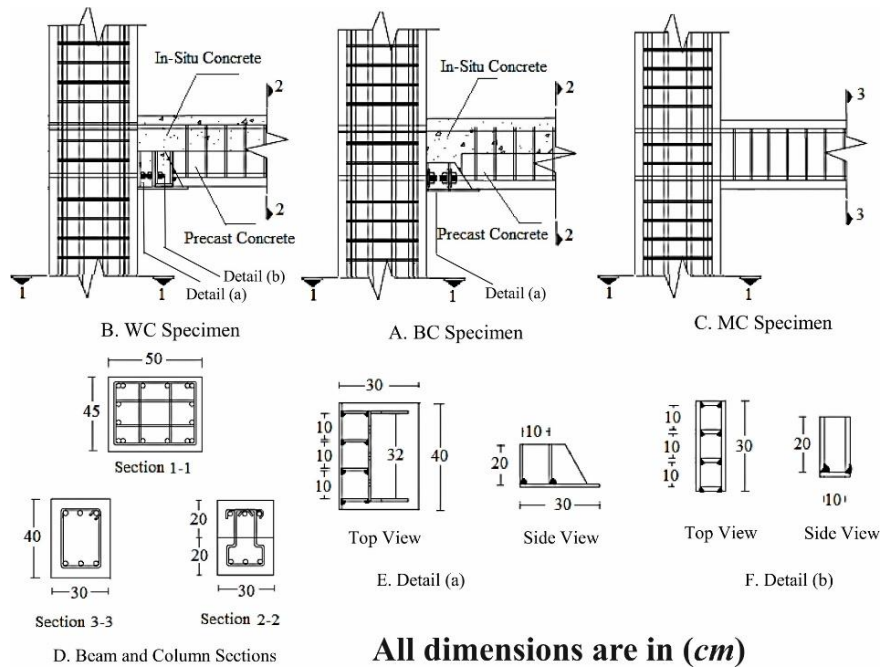 In-Situ Concrete
2
2
Precast Concrete
Detail (b)
Detail (a)
1
1
B. WC Specimen
In-Situ Concrete
2
2
Precast Concrete
Detail (a)
1
1
A. BC Specimen
3
3
1
1
C. MC Specimen
50
45
Section 1-1
40
30
Section 3-3
20
20
30
Section 2-2
D. Beam and Column Sections
30
10
10
10
32
40
Top View
10
20
30
Side View
E. Detail (a)
10
10
10
30
Top View
20
10
Side View
F. Detail (b)
All dimensions are in (cm)